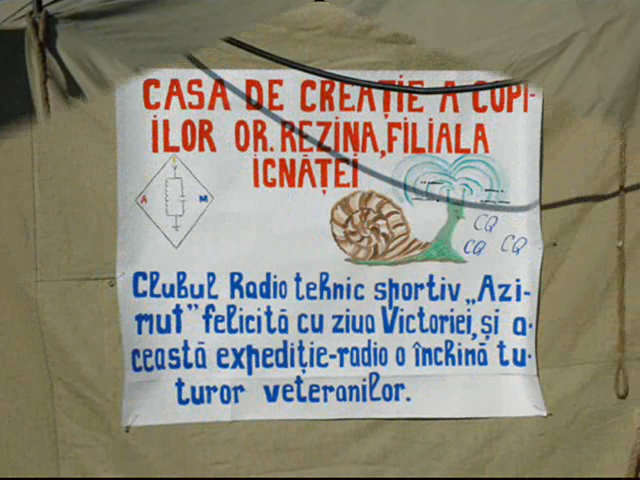 CASA DE CREAȚIE A COPI-
ILOR OR. REZINA, FILIALA
IGNĂȚEI
A M
CQ
CQ CQ
Clubul Radio tehnic sportiv „Azi-
mut” felicită cu ziua Victoriei, și a-
ceastă expediție-radio o închină tu-
turor veteranilor.